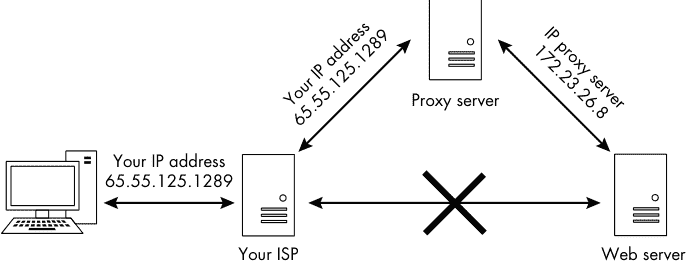 Your IP address
65.55.125.1289
IP proxy server
172.23.26.8
Proxy server
Your IP address
65.55.125.1289
Your ISP
Web server